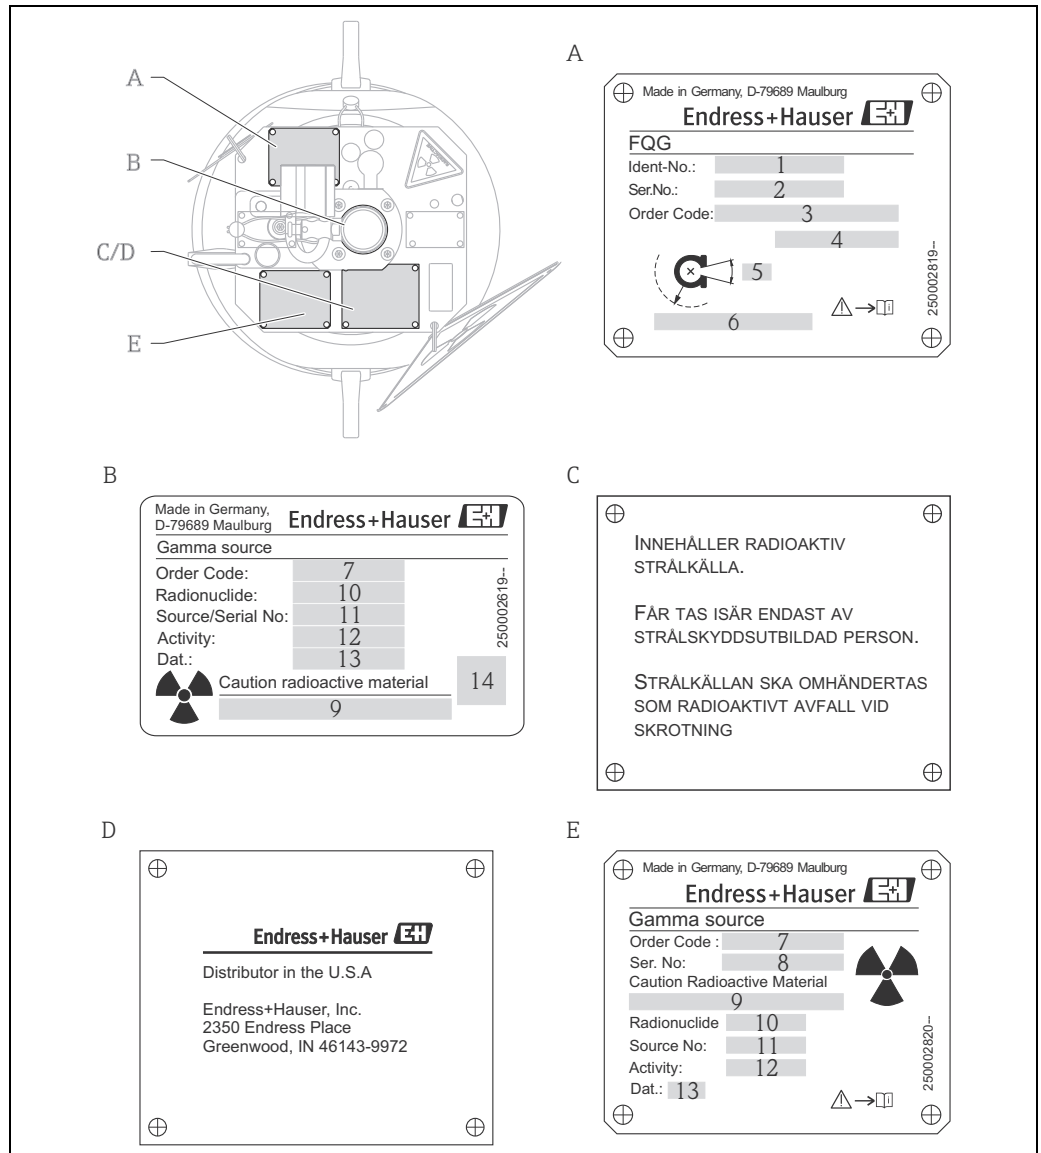 A
B
C/D
E
A
Made in Germany, D-79689 Maulburg
Endress+Hauser
FQG
Ident-No.: 1
Ser.No.: 2
Order Code: 3
4
5
6
250002819--
B
Made in Germany,
D-79689 Maulburg
Endress+Hauser
Gamma source
Order Code: 7
Radionuclide: 10
Source/Serial No: 11
Activity: 12
Dat.: 13
Caution radioactive material
9
14
250002619--
C
INNEHÅLLER RADIOAKTIV
STRÅLKÄLLA.
FÅR TAS ISÄR ENDAST AV
STRÅLSKYDDSUTBILDAD PERSON.
STRÅLKÄLLAN SKA OMHÄNDERTAS
SOM RADIOAKTIVT AVFALL VID
SKROTNING
D
Endress+Hauser EH
Distributor in the U.S.A
Endress+Hauser, Inc.
2350 Endress Place
Greenwood, IN 46143-9972
E
Made in Germany, D-79689 Maulburg
Endress+Hauser
Gamma source
Order Code : 7
Ser. No: 8
Caution Radioactive Material
9
Radionuclide 10
Source No: 11
Activity: 12
Dat.: 13
250002820--